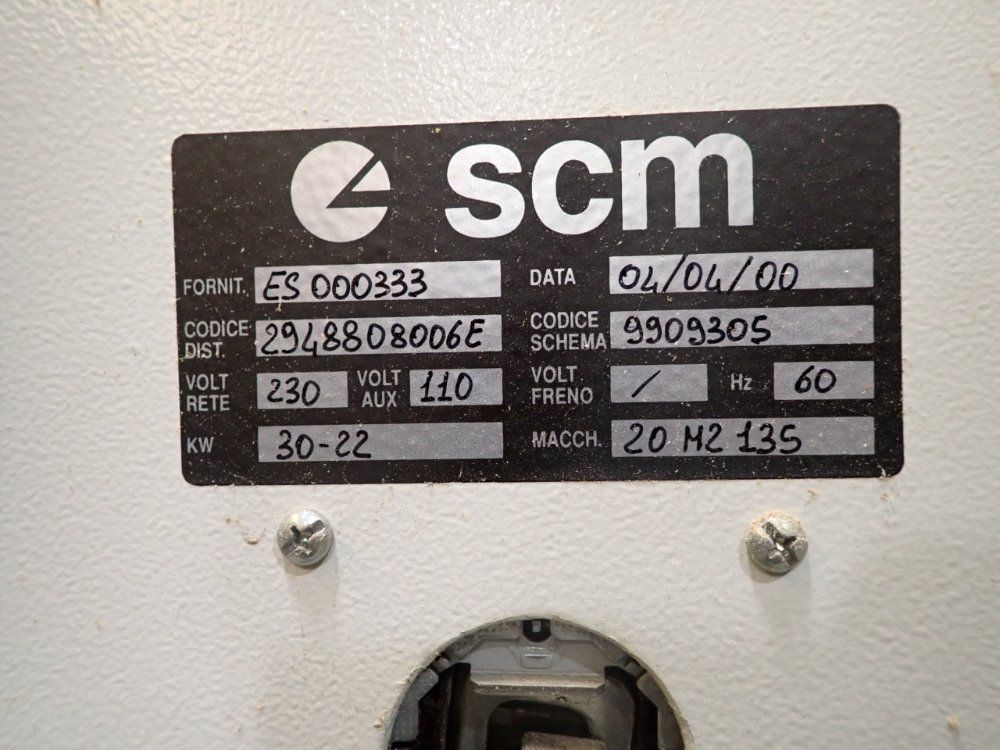 scm
FORNIT. ES 000333 DATA 04/04/00
CODICE DIST. 2948808006E CODICE SCHEMA 9909305
VOLT RETE 230 VOLT AUX 110 VOLT FRENO / Hz 60
KW 30-22 MACCH. 20 M2 135